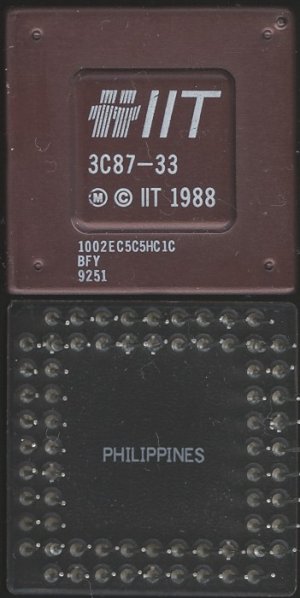 IIT
3C87-33
Ⓜ © IIT 1988
1002EC5C5HC1C
BFY
9251
PHILIPPINES